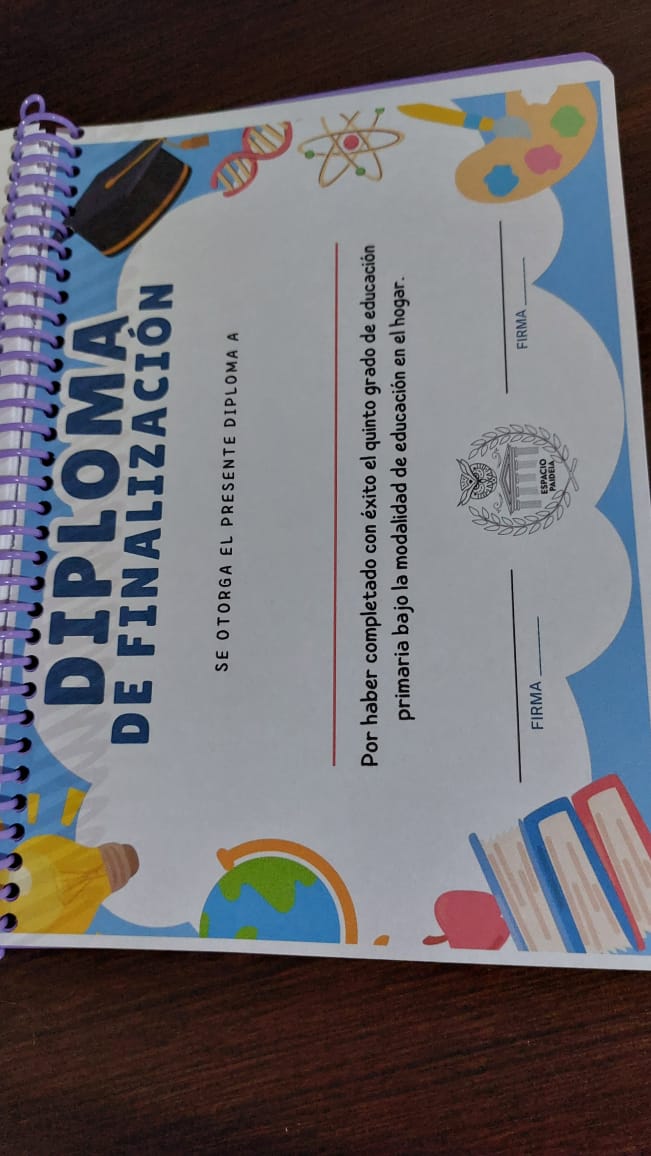 DIPLOMA
DE FINALIZACIÓN
SE OTORGA EL PRESENTE DIPLOMA A
Por haber completado con éxito el quinto grado de educación
primaria bajo la modalidad de educación en el hogar.
FIRMA
ESPACIO
PAIDEIA
FIRMA